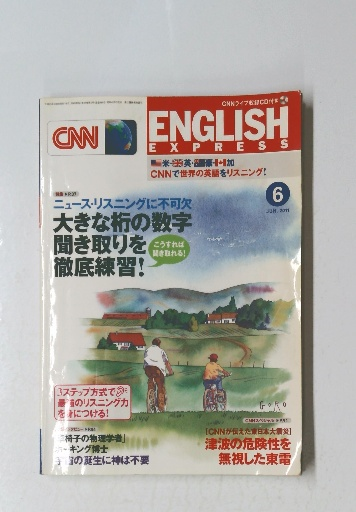 CNNライブ収録CD付き
CNN
ENGLISH
EXPRESS
米・英・豪・加
CNNで世界の英語をリスニング!
6
JUN. 2011
ニュース・リスニングに不可欠
大きな桁の数字
聞き取りを
徹底練習!
こうすれば
聞き取れる!
3ステップ方式で
最強のリスニング力
を身につける!
「車椅子の物理学者」
ホーキング博士
宇宙の誕生に神は不要
[CNNが伝えた東日本大震災]
津波の危険性を
無視した東電